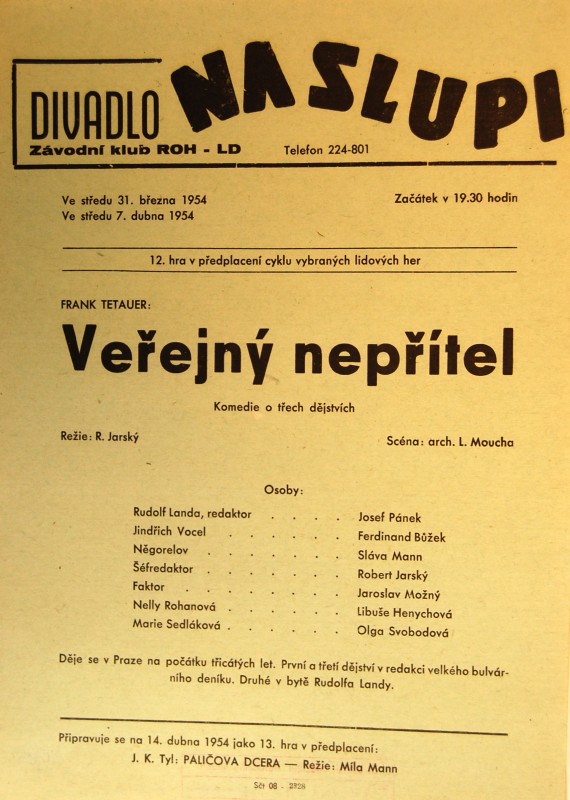 DIVADLO NA SLUPI
Závodní klub ROH - LD Telefon 224-801
Ve středu 31. března 1954 Začátek v 19.30 hodin
Ve středu 7. dubna 1954
12. hra v předplacení cyklu vybraných lidových her
FRANK TETAUER:
Veřejný nepřítel
Komedie o třech dějstvích
Režie: R. Jarský Scéna: arch. L. Moucha
Osoby:
Rudolf Landa, redaktor . . . . Josef Pánek
Jindřich Vocel . . . . . Ferdinand Bůžek
Něgorelov . . . . . . Sláva Mann
Šéfredaktor . . . . . . Robert Jarský
Faktor . . . . . . . Jaroslav Možný
Nelly Rohanová . . . . . Libuše Henychová
Marie Sedláková . . . . . Olga Svobodová
Děje se v Praze na počátku třicátých let. První a třetí dějství v redakci velkého bulvár-
ního deníku. Druhé v bytě Rudolfa Landy.
Připravuje se na 14. dubna 1954 jako 13. hra v předplacení:
J. K. Tyl: PALIČOVA DCERA — Režie: Míla Mann
Sčt 08 - 2828